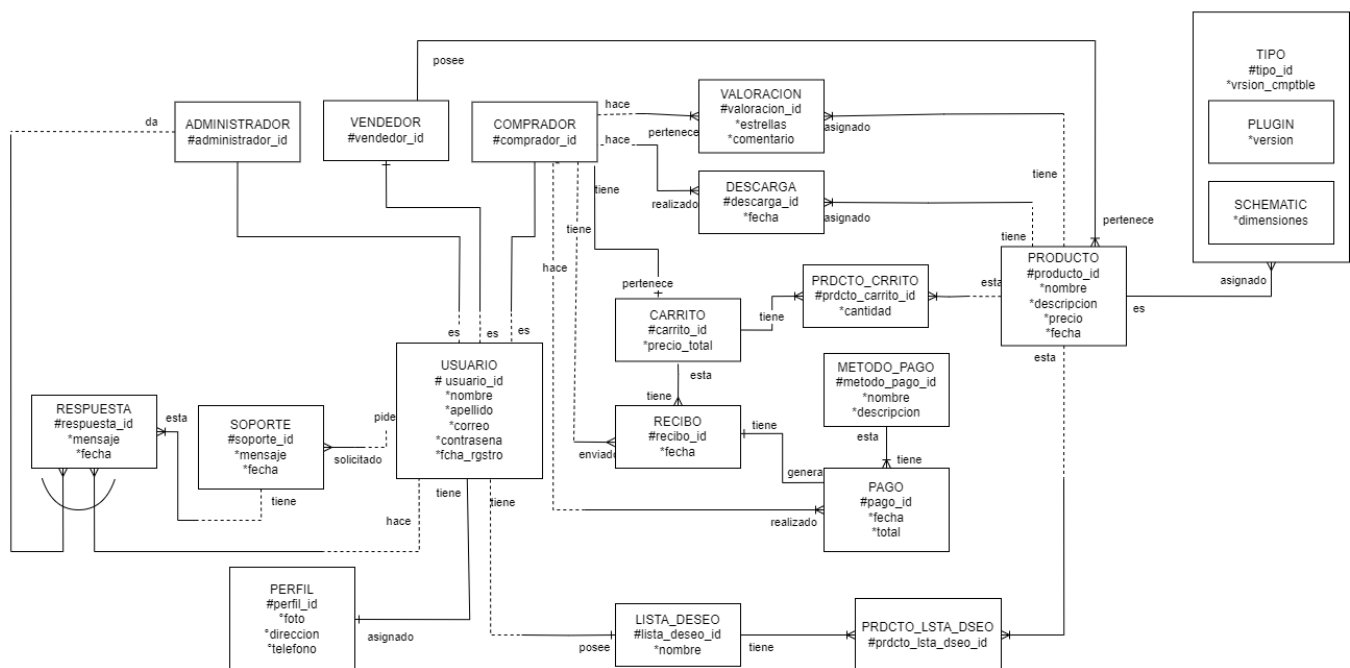 TIPO
#tipo_id
*vrsion_cmptble
PLUGIN
*version
SCHEMATIC
*dimensiones
asignado
posee
da
ADMINISTRADOR
#administrador_id
VENDEDOR
#vendedor_id
COMPRADOR
#comprador_id
hace
pertenece
hace
VALORACION
#valoracion_id
*estrellas
*comentario
asignado
tiene
realizado
DESCARGA
#descarga_id
*fecha
asignado
tiene
tiene
tiene
hace
pertenece
pertenece
PRODUCTO
#producto_id
*nombre
*descripcion
*precio
*fecha
es
esta
esta
PRDCTO_CRRITO
#prdcto_carrito_id
*cantidad
tiene
CARRITO
#carrito_id
*precio_total
esta
tiene
METODO_PAGO
#metodo_pago_id
*nombre
*descripcion
esta
tiene
es
es
es
USUARIO
# usuario_id
*nombre
*apellido
*correo
*contrasena
*fcha_rgstro
pide
solicitado
RESPUESTA
#respuesta_id
*mensaje
*fecha
esta
SOPORTE
#soporte_id
*mensaje
*fecha
tiene
RECIBO
#recibo_id
*fecha
enviado
tiene
genera
PAGO
#pago_id
*fecha
*total
realizado
tiene
tiene
hace
PERFIL
#perfil_id
*foto
*direccion
*telefono
asignado
LISTA_DESEO
#lista_deseo_id
*nombre
posee
tiene
PRDCTO_LSTA_DSEO
#prdcto_lsta_dseo_id